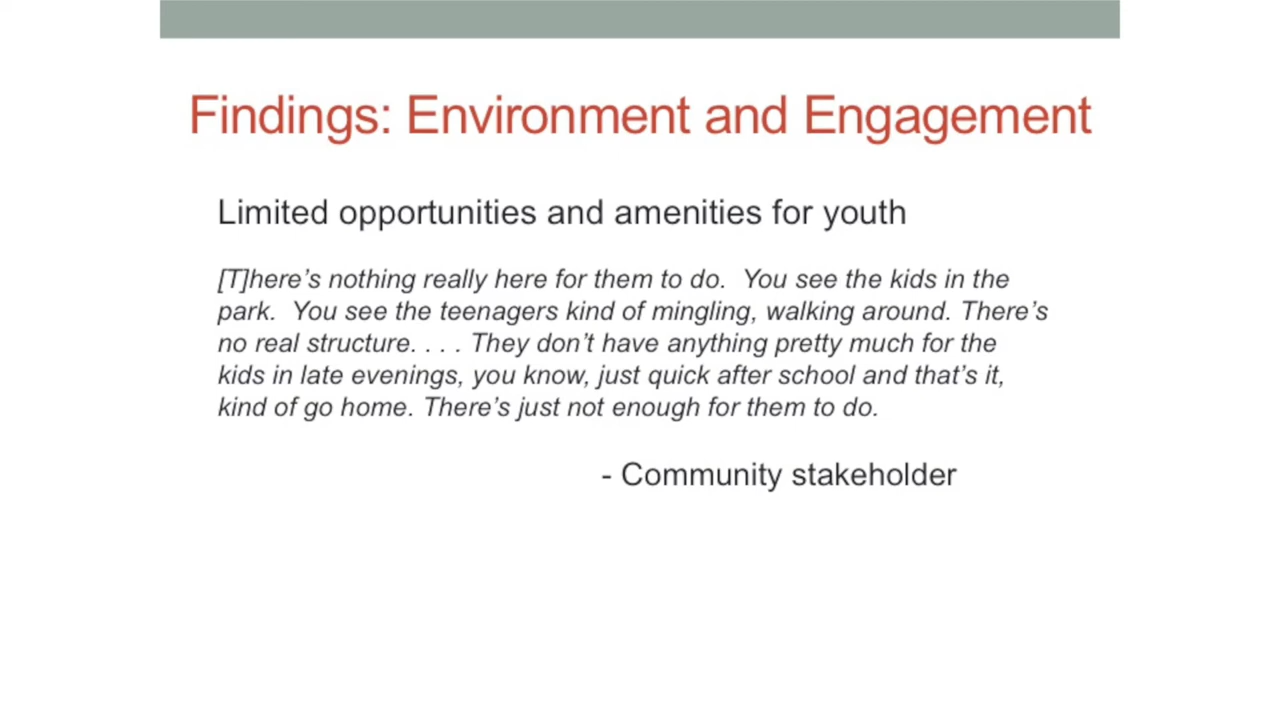 Findings: Environment and Engagement
Limited opportunities and amenities for youth
[T]here’s nothing really here for them to do.  You see the kids in the
park.  You see the teenagers kind of mingling, walking around. There’s
no real structure. . . . They don’t have anything pretty much for the
kids in late evenings, you know, just quick after school and that’s it,
kind of go home. There’s just not enough for them to do.
- Community stakeholder